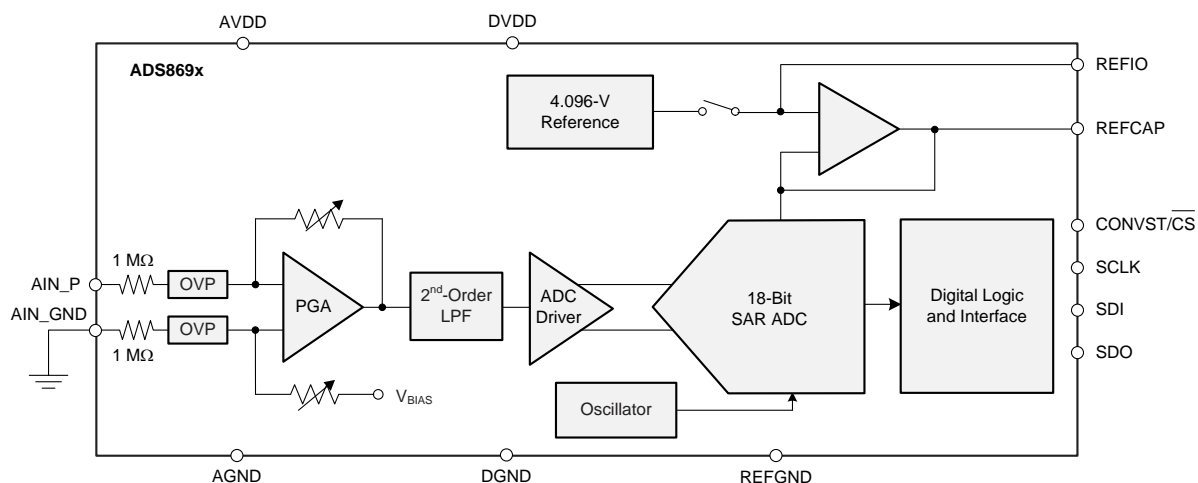 AVDD
DVDD
ADS869x
REFIO
4.096-V
Reference
REFCAP
CONVST/CS
1 MΩ
AIN_P
OVP
PGA
2nd-Order
LPF
ADC
Driver
18-Bit
SAR ADC
Digital Logic
and Interface
SCLK
SDI
SDO
AIN_GND
OVP
1 MΩ
VBIAS
Oscillator
AGND
DGND
REFGND